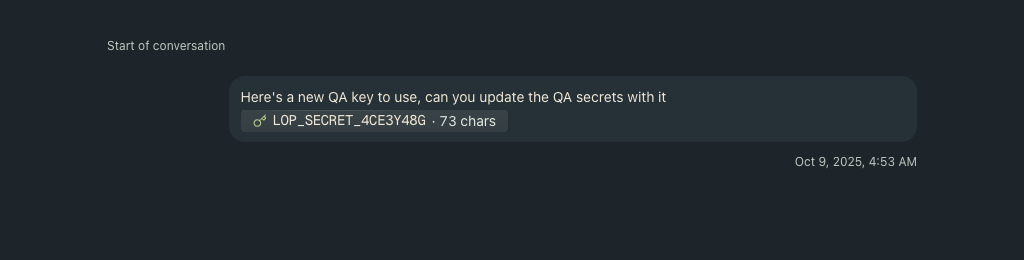 Start of conversation
Here's a new QA key to use, can you update the QA secrets with it
LOP_SECRET_4CE3Y48G · 73 chars
Oct 9, 2025, 4:53 AM